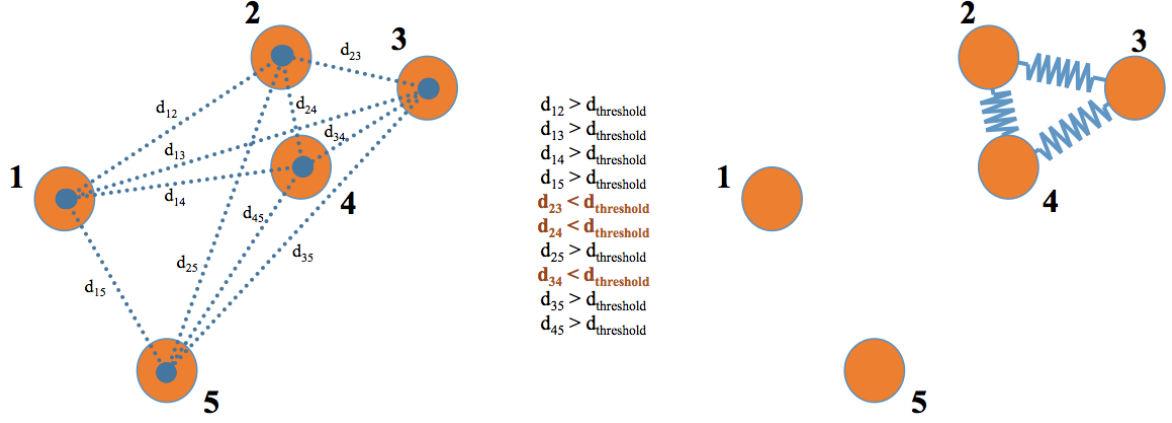 2
3
d23
d12
d24
d34
d13
1
d14
4
d45
d25
d35
d15
5
d12 > dthreshold
d13 > dthreshold
d14 > dthreshold
d15 > dthreshold
d23 < dthreshold
d24 < dthreshold
d25 > dthreshold
d34 < dthreshold
d35 > dthreshold
d45 > dthreshold
2
3
1
4
5